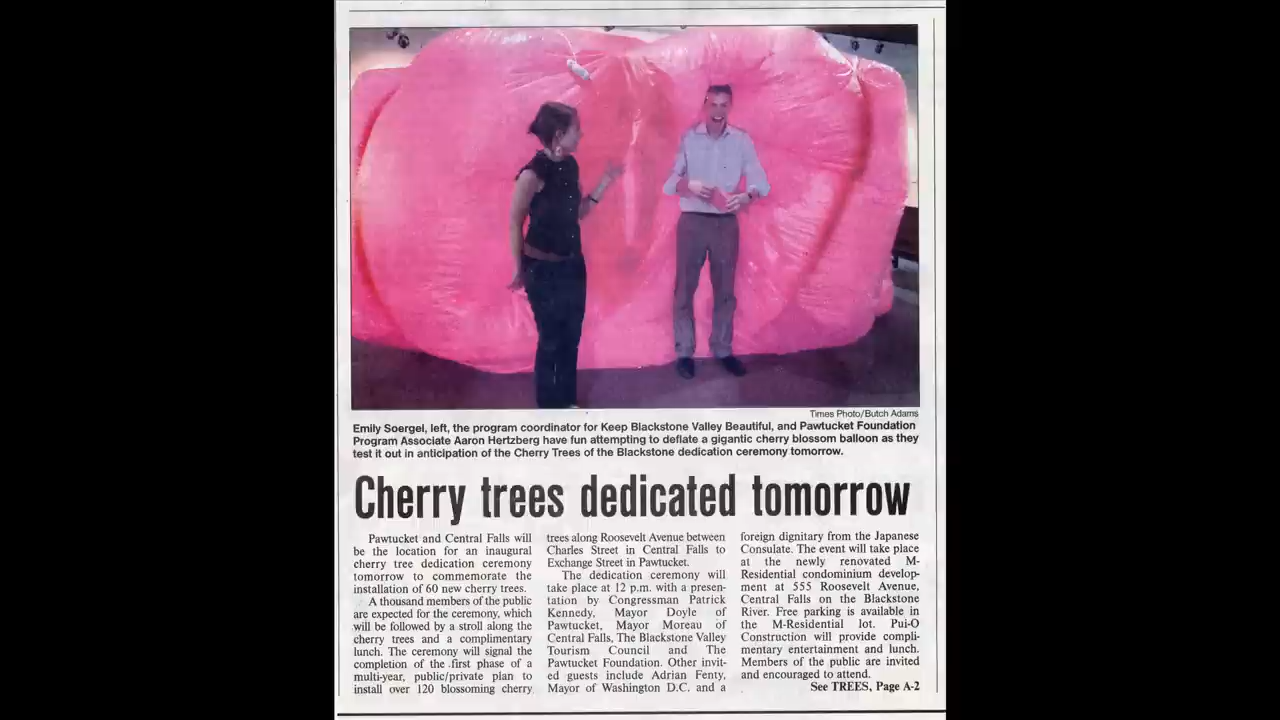 Times Photo/Butch Adams
Emily Soergel, left, the program coordinator for Keep Blackstone Valley Beautiful, and Pawtucket Foundation
Program Associate Aaron Hertzberg have fun attempting to deflate a gigantic cherry blossom balloon as they
test it out in anticipation of the Cherry Trees of the Blackstone dedication ceremony tomorrow.
Cherry trees dedicated tomorrow
Pawtucket and Central Falls will
be the location for an inaugural
cherry tree dedication ceremony
tomorrow to commemorate the
installation of 60 new cherry trees.
A thousand members of the public
are expected for the ceremony, which
will be followed by a stroll along the
cherry trees and a complimentary
lunch. The ceremony will signal the
completion of the first phase of a
multi-year, public/private plan to
install over 120 blossoming cherry
trees along Roosevelt Avenue between
Charles Street in Central Falls to
Exchange Street in Pawtucket.
The dedication ceremony will
take place at 12 p.m. with a presen-
tation by Congressman Patrick
Kennedy, Mayor Doyle of
Pawtucket, Mayor Moreau of
Central Falls, The Blackstone Valley
Tourism Council and The
Pawtucket Foundation. Other invit-
ed guests include Adrian Fenty,
Mayor of Washington D.C. and a
foreign dignitary from the Japanese
Consulate. The event will take place
at the newly renovated M-
Residential condominium develop-
ment at 555 Roosevelt Avenue,
Central Falls on the Blackstone
River. Free parking is available in
the M-Residential lot. Pui-O
Construction will provide compli-
mentary entertainment and lunch.
Members of the public are invited
and encouraged to attend.
See TREES, Page A-2